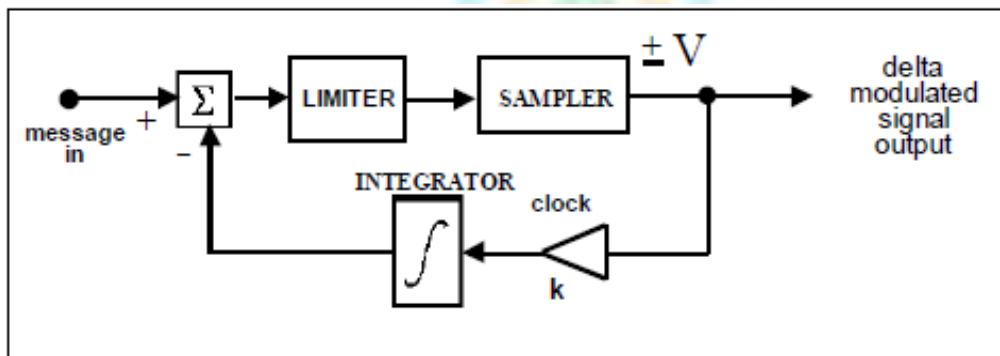 ± V
delta
modulated
signal
output
Σ
LIMITER
SAMPLER
+
message
in
−
INTEGRATOR
clock
∫
k